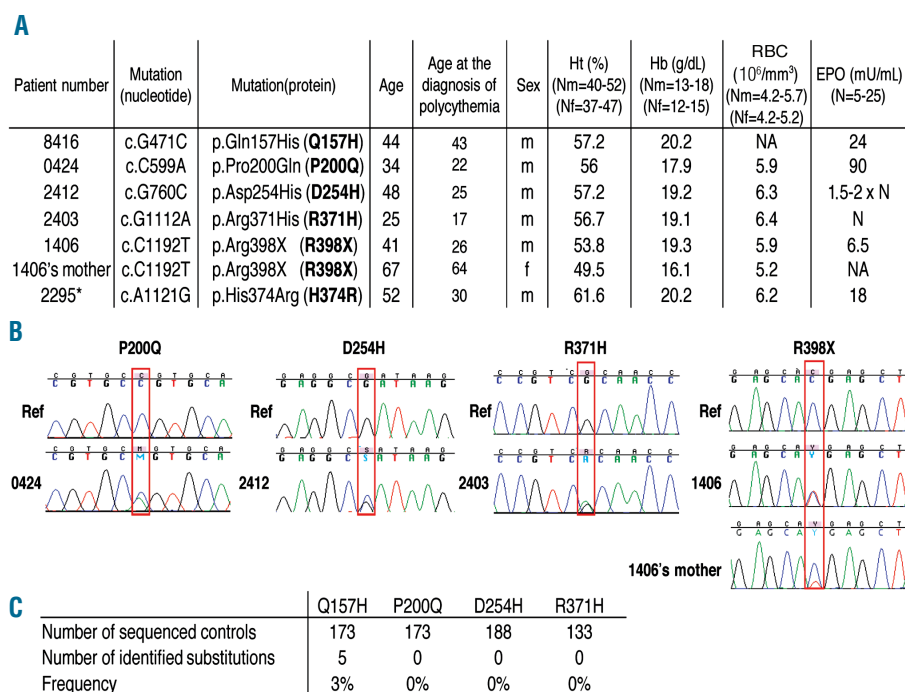 A
Patient number Mutation (nucleotide) Mutation(protein) Age Age at the diagnosis of polycythemia Sex Ht (%) (Nm=40-52) (Nf=37-47) Hb (g/dL) (Nm=13-18) (Nf=12-15) RBC (10⁶/mm³) (Nm=4.2-5.7) (Nf=4.2-5.2) EPO (mU/mL) (N=5-25)
8416 c.G471C p.Gln157His (Q157H) 44 43 m 57.2 20.2 NA 24
0424 c.C599A p.Pro200Gln (P200Q) 34 22 m 56 17.9 5.9 90
2412 c.G760C p.Asp254His (D254H) 48 25 m 57.2 19.2 6.3 1.5-2 x N
2403 c.G1112A p.Arg371His (R371H) 25 17 m 56.7 19.1 6.4 N
1406 c.C1192T p.Arg398X (R398X) 41 26 m 53.8 19.3 5.9 6.5
1406's mother c.C1192T p.Arg398X (R398X) 67 64 f 49.5 16.1 5.2 NA
2295* c.A1121G p.His374Arg (H374R) 52 30 m 61.6 20.2 6.2 18
B
P200Q D254H R371H R398X
C G T G C C G T G C A G A G G C G G A T A A G C C G T C G C A A C C G A G C A C G A G C T
C G T G C C G T G C A G A G G C G A T A A G C C G T C G C A A C C G A G C A C G A G C T
Ref Ref Ref Ref
C G T G C M G T G C A G A G G C S A T A A G C C G T C A C A A C C G A G C A Y G A G C T
C G T G C M G T G C A G A G G C S A T A A G C C G T C A C A A C C G A G C A Y G A G C T
0424 2412 2403 1406
G A G C A Y G A G C T
G A G C A Y G A G C T
1406's mother
C
Q157H P200Q D254H R371H
Number of sequenced controls 173 173 188 133
Number of identified substitutions 5 0 0 0
Frequency 3% 0% 0% 0%